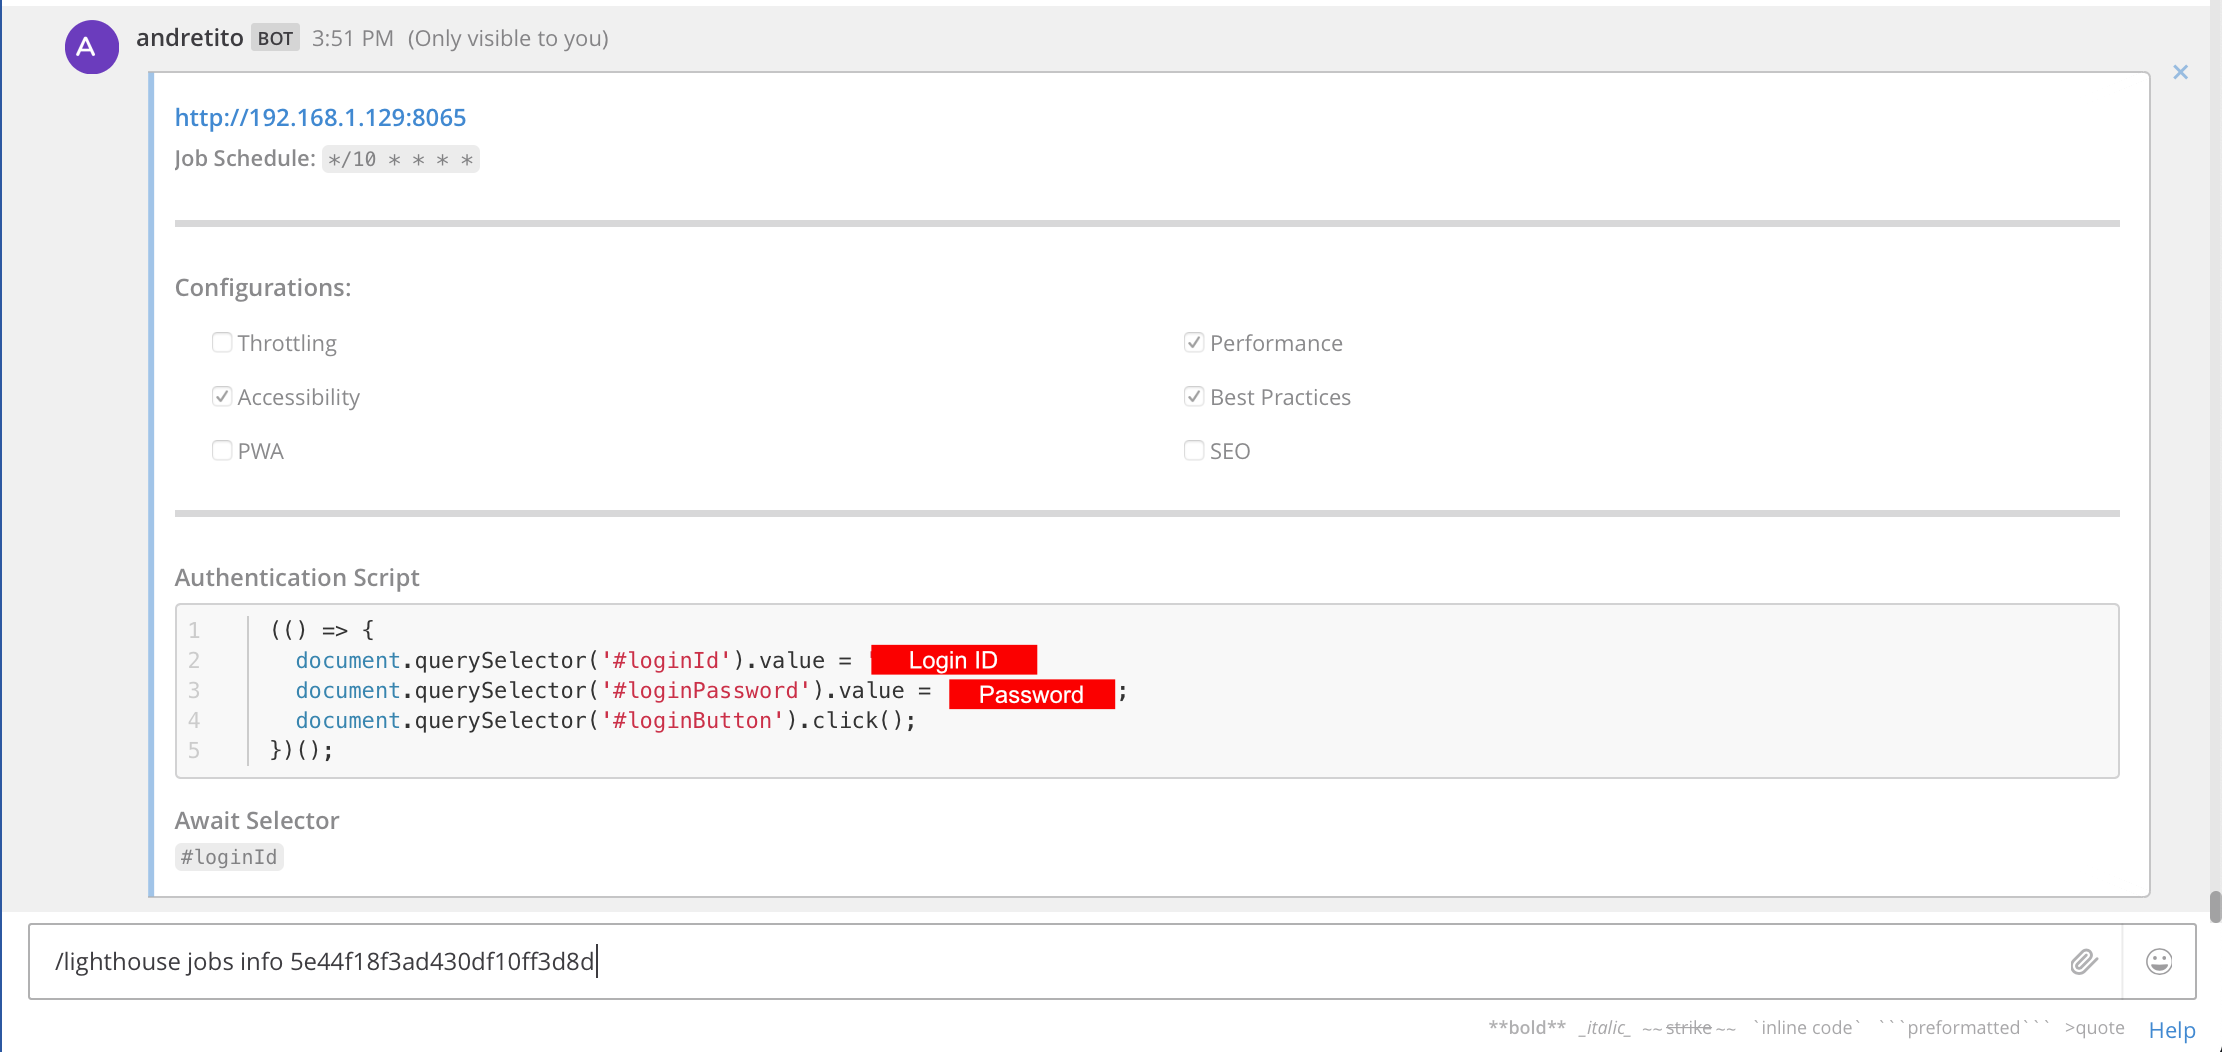 A
andretito BOT 3:51 PM (Only visible to you)
×
http://192.168.1.129:8065
Job Schedule: */10 * * * *
Configurations:
Throttling
Performance
Accessibility
Best Practices
PWA
SEO
Authentication Script
1 (() => {
2 document.querySelector('#loginId').value = ' Login ID
3 document.querySelector('#loginPassword').value = Password ;
4 document.querySelector('#loginButton').click();
5 })();
Await Selector
#loginId
/lighthouse jobs info 5e44f18f3ad430df10ff3d8d
**bold** _italic_ ~~strike~~ `inline code` ```preformatted``` >quote Help